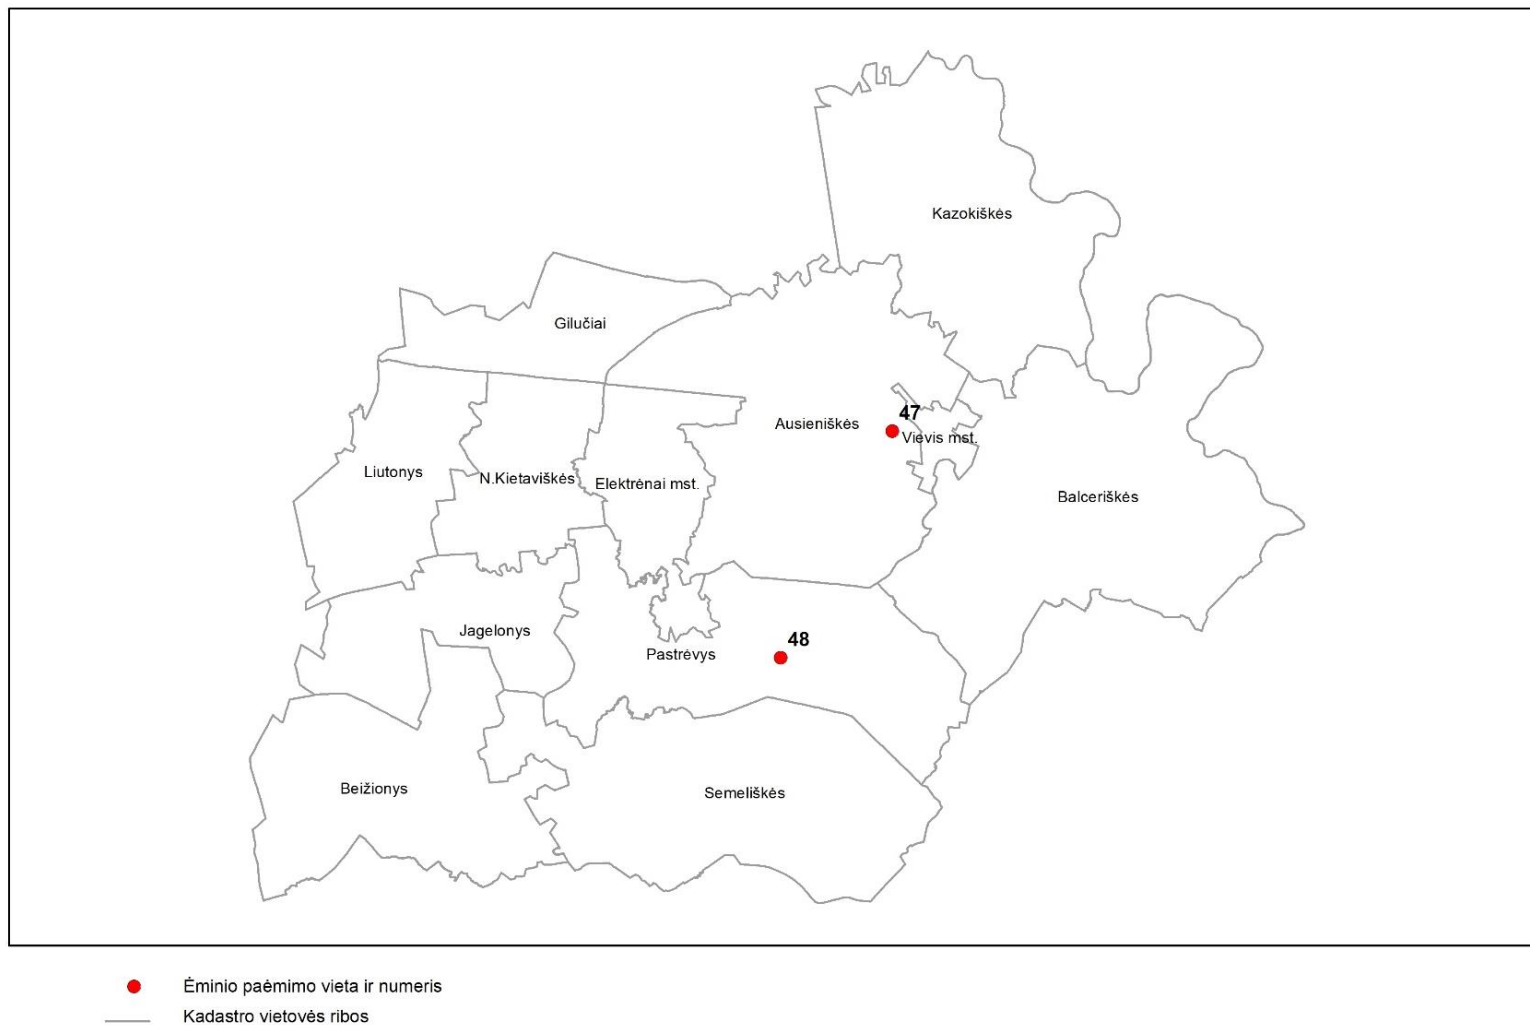 Kazokiškės
Gilučiai
47
Ausieniškės
Vievis mst.
Liutonys
N.Kietaviškės
Elektrėnai mst.
Balceriškės
Jagelonys
48
Pastrėvys
Beižionys
Semeliškės
Ėminio paėmimo vieta ir numeris
Kadastro vietovės ribos